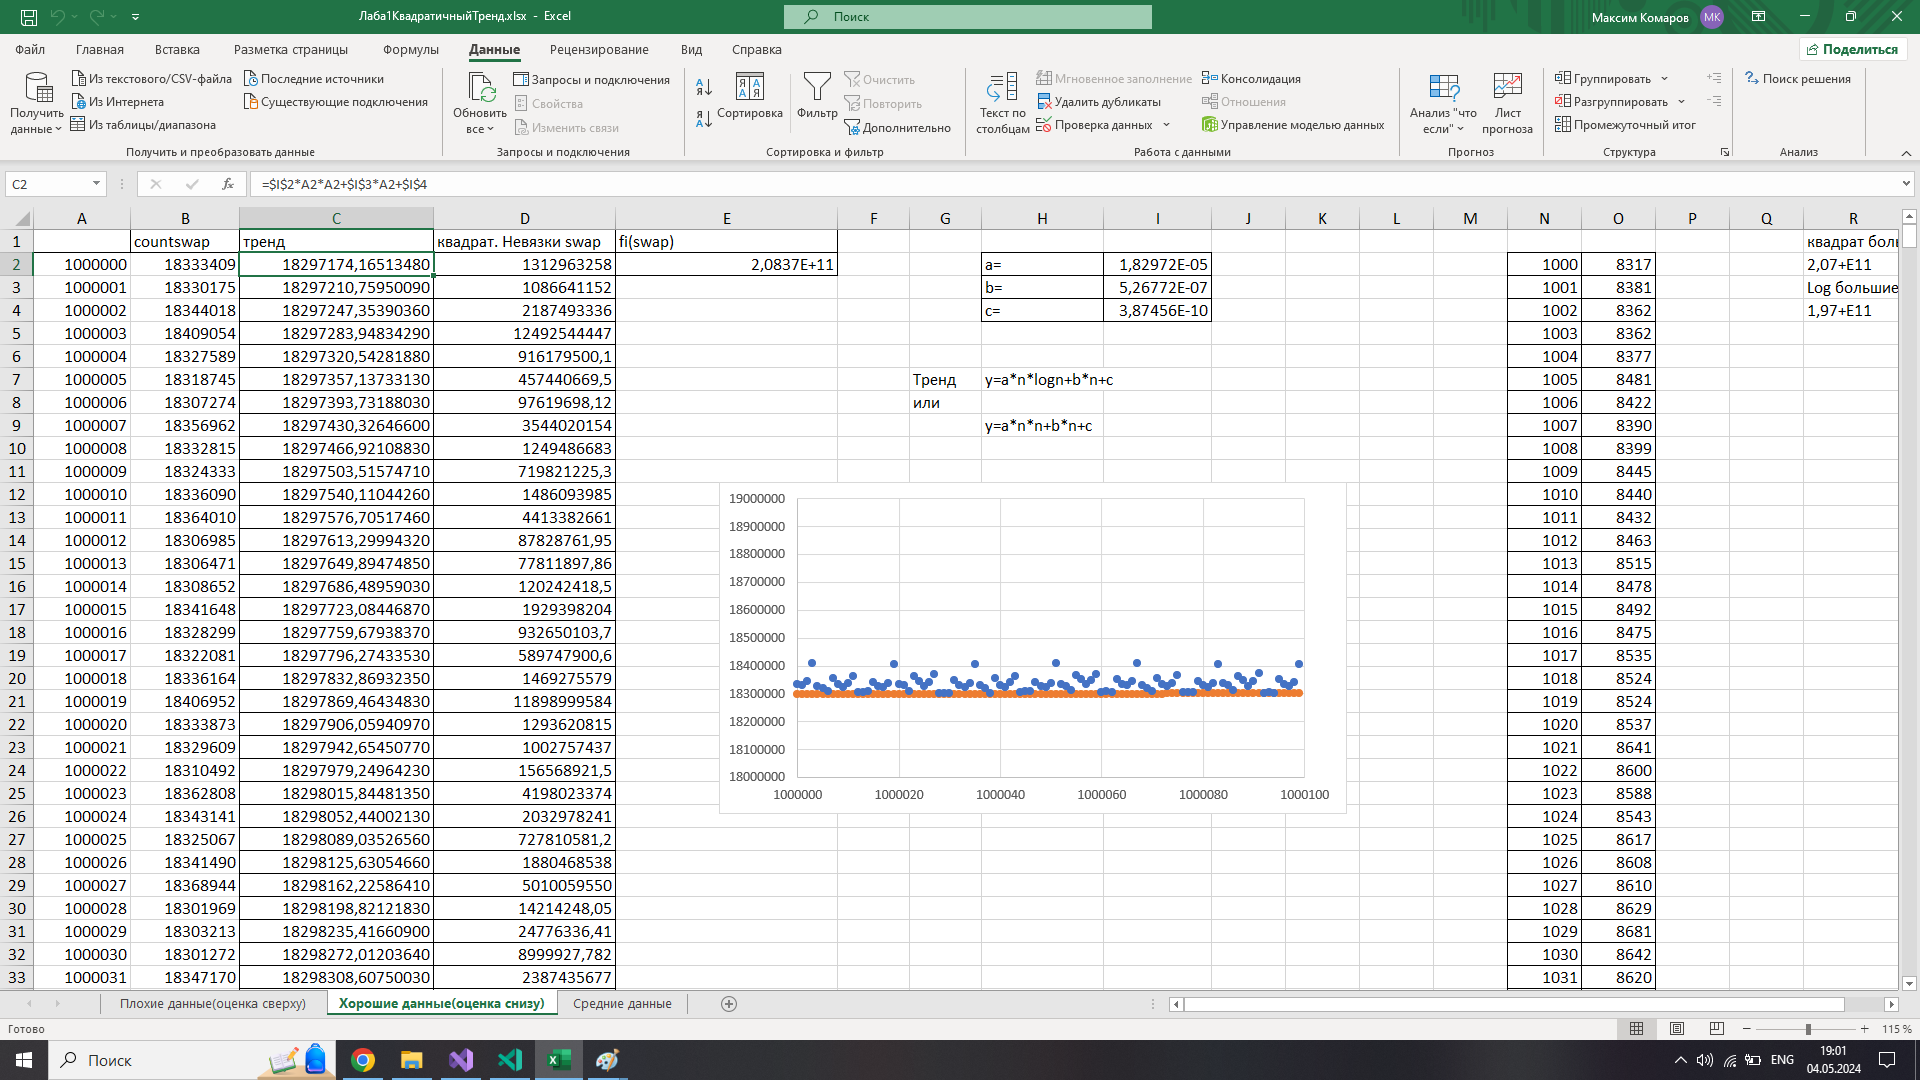 Лаба1КвадратичныйТренд.xlsx - Excel
Поиск
Максим Комаров
МК
Файл Главная Вставка Разметка страницы Формулы Данные Рецензирование Вид Справка
Поделиться
Получить данные
Из текстового/CSV-файла
Из Интернета
Из таблицы/диапазона
Последние источники
Существующие подключения
Получить и преобразовать данные
Обновить все
Запросы и подключения
Свойства
Изменить связи
Запросы и подключения
Сортировка
Фильтр
Очистить
Повторить
Дополнительно
Сортировка и фильтр
Текст по столбцам
Мгновенное заполнение
Удалить дубликаты
Проверка данных
Консолидация
Отношения
Управление моделью данных
Работа с данными
Анализ "что если"
Лист прогноза
Прогноз
Группировать
Разгруппировать
Промежуточный итог
Структура
Поиск решения
Анализ
C2
fx
=$I$2*A2*A2+$I$3*A2+$I$4
A B C D E F G H I J K L M N O P Q R
1 countswap тренд квадрат. Невязки swap fi(swap) квадрат боль
2 1000000 18333409 18297174,16513480 1312963258 2,0837E+11 a= 1,82972E-05 1000 8317 2,07+E11
3 1000001 18330175 18297210,75950090 1086641152 b= 5,26772E-07 1001 8381 Log большие
4 1000002 18344018 18297247,35390360 2187493336 c= 3,87456E-10 1002 8362 1,97+E11
5 1000003 18409054 18297283,94834290 12492544447 1003 8362
6 1000004 18327589 18297320,54281880 916179500,1 1004 8377
7 1000005 18318745 18297357,13733130 457440669,5 Тренд y=a*n*logn+b*n+c 1005 8481
8 1000006 18307274 18297393,73188030 97619698,12 или 1006 8422
9 1000007 18356962 18297430,32646600 3544020154 y=a*n*n+b*n+c 1007 8390
10 1000008 18332815 18297466,92108830 1249486683 1008 8399
11 1000009 18324333 18297503,51574710 719821225,3 1009 8445
12 1000010 18336090 18297540,11044260 1486093985 1010 8440
13 1000011 18364010 18297576,70517460 4413382661 1011 8432
14 1000012 18306985 18297613,29994320 87828761,95 1012 8463
15 1000013 18306471 18297649,89474850 77811897,86 1013 8515
16 1000014 18308652 18297686,48959030 120242418,5 1014 8478
17 1000015 18341648 18297723,08446870 1929398204 1015 8492
18 1000016 18328299 18297759,67938370 932650103,7 1016 8475
19 1000017 18322081 18297796,27433530 589747900,6 1017 8535
20 1000018 18336164 18297832,86932350 1469275579 1018 8524
21 1000019 18406952 18297869,46434830 11898999584 1019 8524
22 1000020 18333873 18297906,05940970 1293620815 1020 8537
23 1000021 18329609 18297942,65450770 1002757437 1021 8641
24 1000022 18310492 18297979,24964230 156568921,5 1022 8600
25 1000023 18362808 18298015,84481350 4198023374 1023 8588
26 1000024 18343141 18298052,44002130 2032978241 1024 8543
27 1000025 18325067 18298089,03526560 727810581,2 1025 8617
28 1000026 18341490 18298125,63054660 1880468538 1026 8608
29 1000027 18368944 18298162,22586410 5010059550 1027 8610
30 1000028 18301969 18298198,82121830 14214248,05 1028 8629
31 1000029 18303213 18298235,41660900 24776336,41 1029 8681
32 1000030 18301272 18298272,01203640 8999927,782 1030 8642
33 1000031 18347170 18298308,60750030 2387435677 1031 8620
19000000
18900000
18800000
18700000
18600000
18500000
18400000
18300000
18200000
18100000
18000000
1000000 1000020 1000040 1000060 1000080 1000100
Плохие данные(оценка сверху) Хорошие данные(оценка снизу) Средние данные
Готово
115 %
Поиск
ENG
19:01
04.05.2024